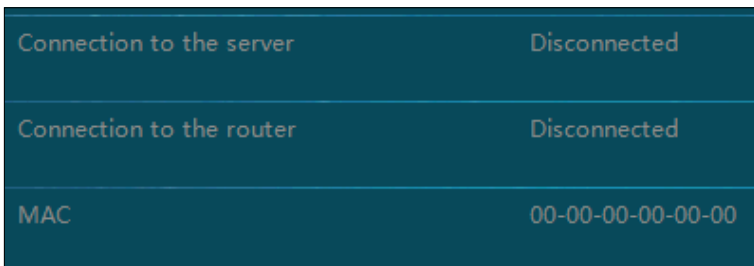 Connection to the server Disconnected
Connection to the router Disconnected
MAC 00-00-00-00-00-00